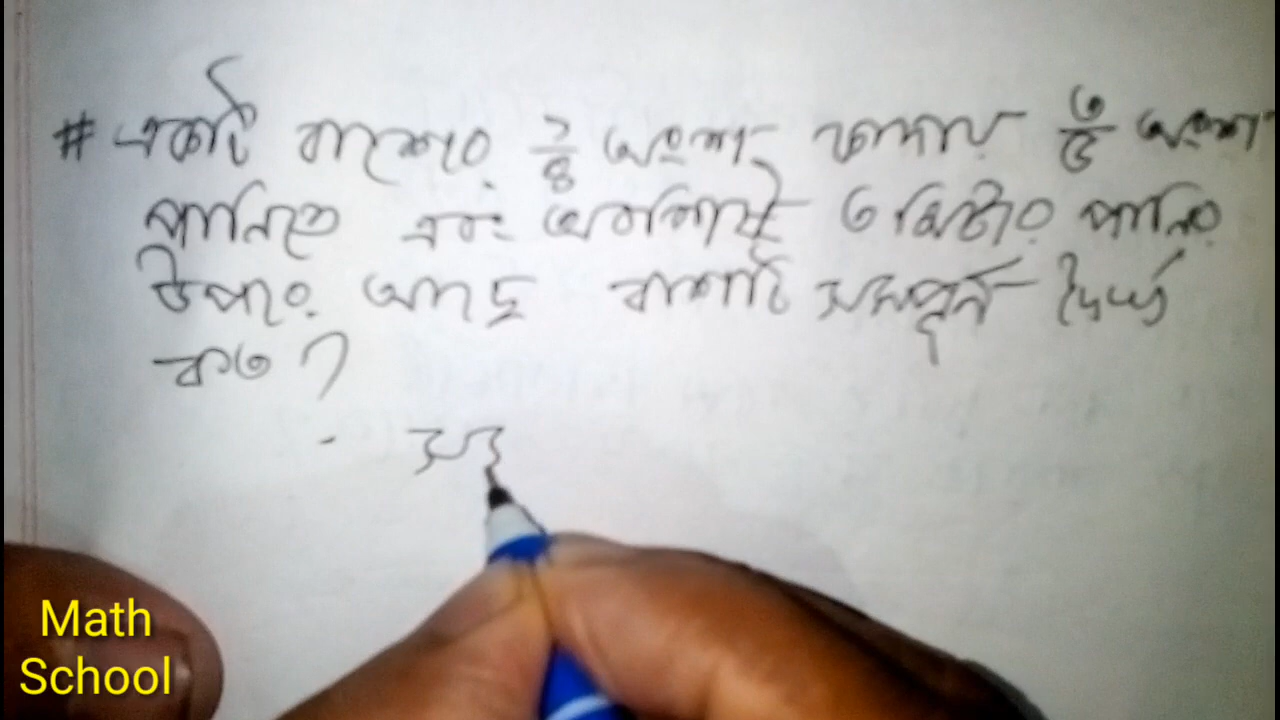 # একটি বাশের ১/৪ অংশ কাদায় ৩/৫ অংশ
পানিতে এবং অবশিষ্ট ৩ মিটার পানির
উপরে আছে বাশটি সম্পূর্ন দৈর্ঘ্য
কত ?
Math
School